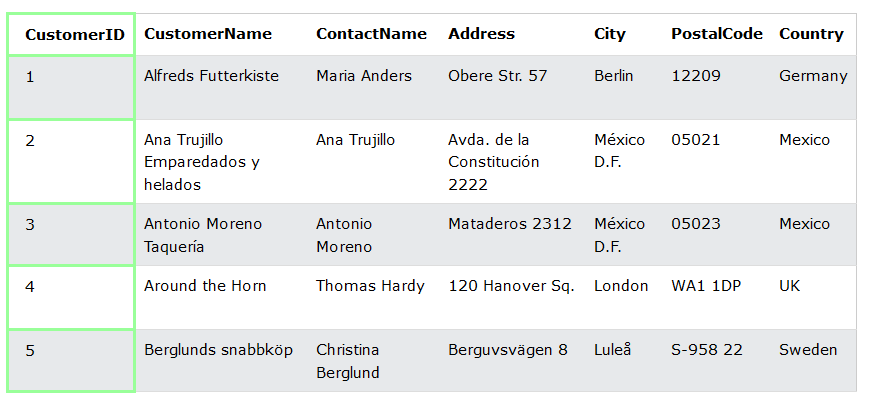 CustomerID CustomerName ContactName Address City PostalCode Country
1 Alfreds Futterkiste Maria Anders Obere Str. 57 Berlin 12209 Germany
2 Ana Trujillo Ana Trujillo Avda. de la México 05021 Mexico
Emparedados y Constitución D.F.
helados 2222
3 Antonio Moreno Antonio Mataderos 2312 México 05023 Mexico
Taquería Moreno D.F.
4 Around the Horn Thomas Hardy 120 Hanover Sq. London WA1 1DP UK
5 Berglunds snabbköp Christina Berguvsvägen 8 Luleå S-958 22 Sweden
Berglund